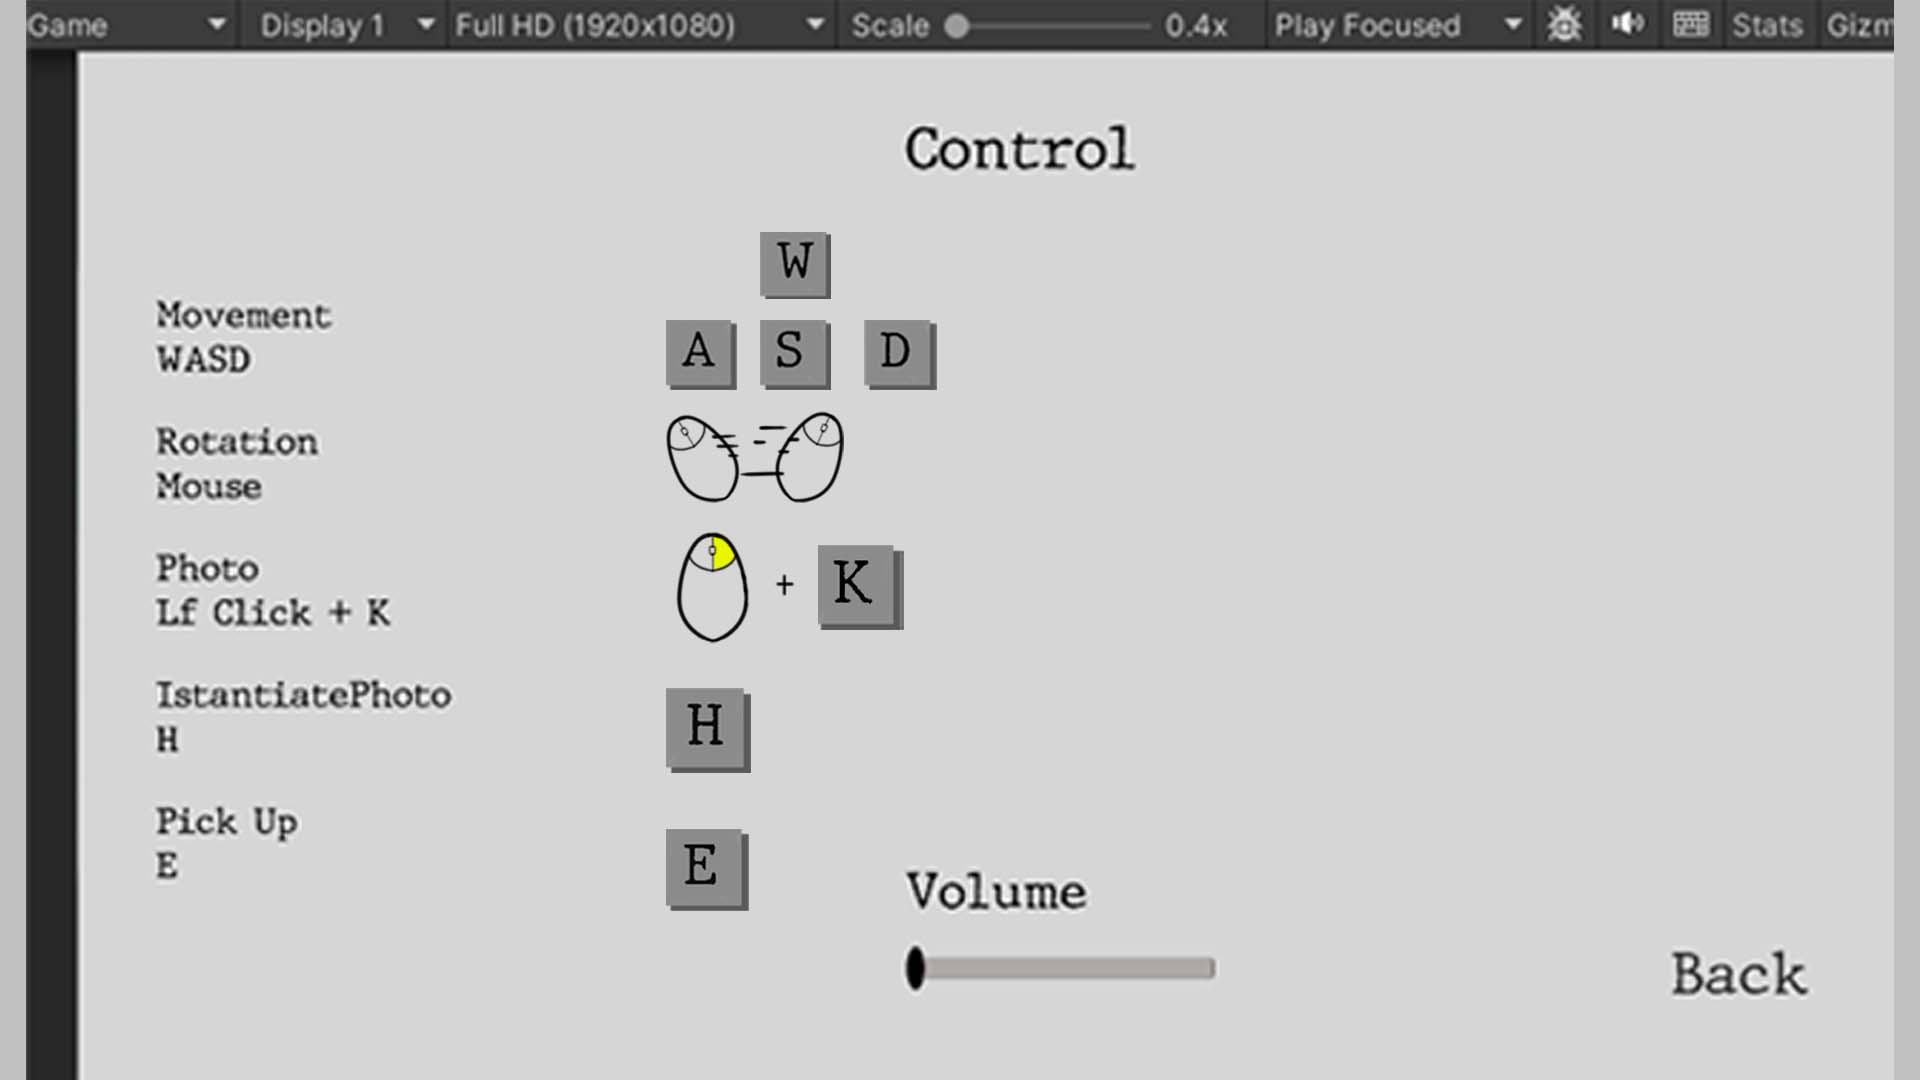 Game Display 1 Full HD (1920x1080) Scale 0.4x Play Focused Stats Gizm
Control
W
Movement
WASD
A S D
Rotation
Mouse
Photo
Lf Click + K
+ K
IstantiatePhoto
H
H
Pick Up
E
E
Volume
Back